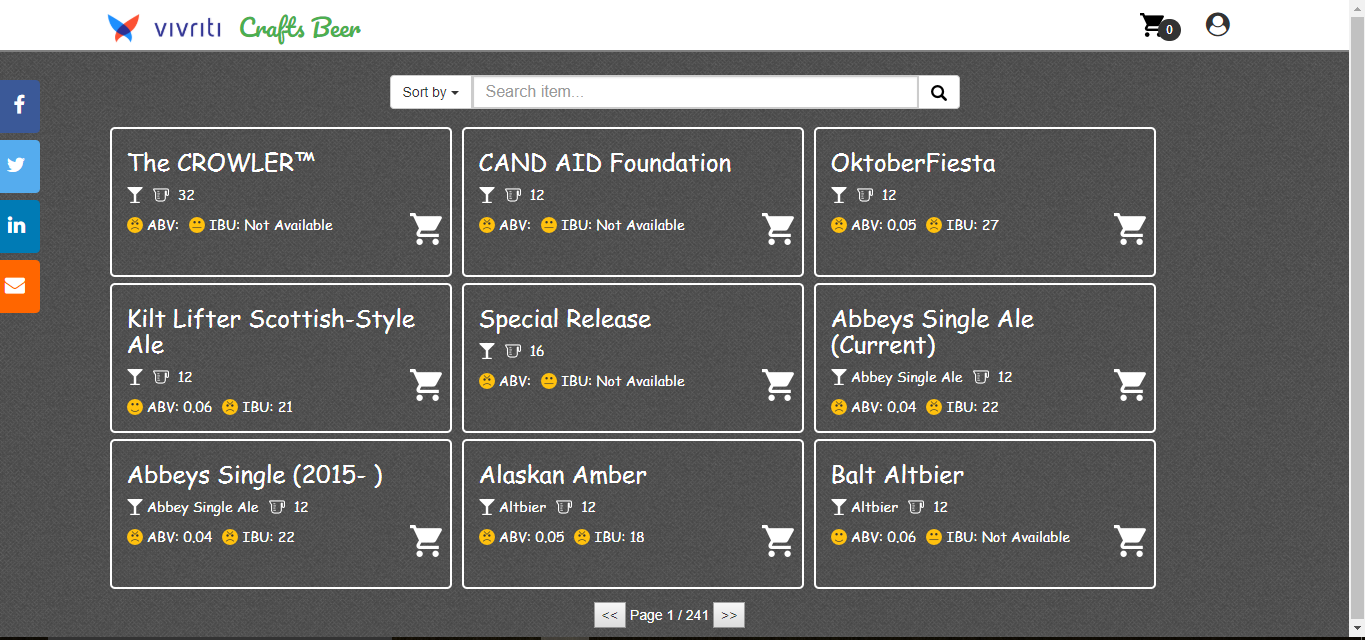 vivriti Crafts Beer
0
Sort by
Search item...
The CROWLER™
32
ABV: IBU: Not Available
CAND AID Foundation
12
ABV: IBU: Not Available
OktoberFiesta
12
ABV: 0.05 IBU: 27
Kilt Lifter Scottish-Style
Ale
12
ABV: 0.06 IBU: 21
Special Release
16
ABV: IBU: Not Available
Abbeys Single Ale
(Current)
Abbey Single Ale 12
ABV: 0.04 IBU: 22
Abbeys Single (2015- )
Abbey Single Ale 12
ABV: 0.04 IBU: 22
Alaskan Amber
Altbier 12
ABV: 0.05 IBU: 18
Balt Altbier
Altbier 12
ABV: 0.06 IBU: Not Available
<< Page 1 / 241 >>